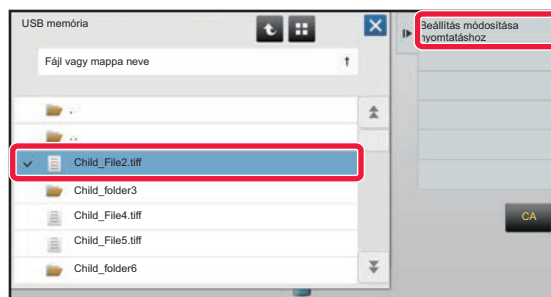 USB memória
Beállítás módosítása
nyomtatáshoz
Fájl vagy mappa neve
.
..
Child_File2.tiff
Child_folder3
Child_File4.tiff
CA
Child_File5.tiff
Child_folder6